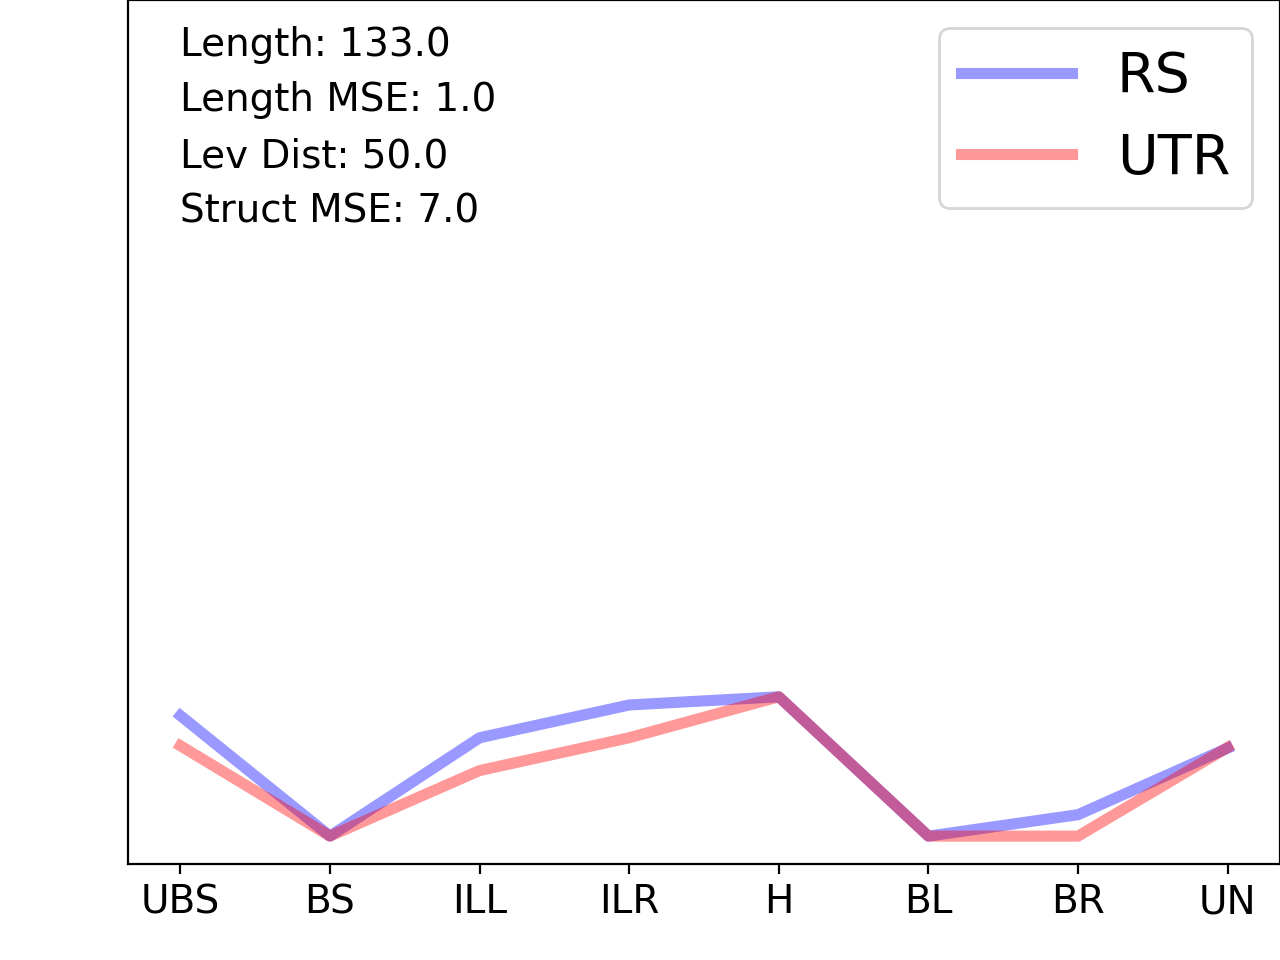 Length: 133.0
Length MSE: 1.0
Lev Dist: 50.0
Struct MSE: 7.0
RS
UTR
UBS BS ILL ILR H BL BR UN